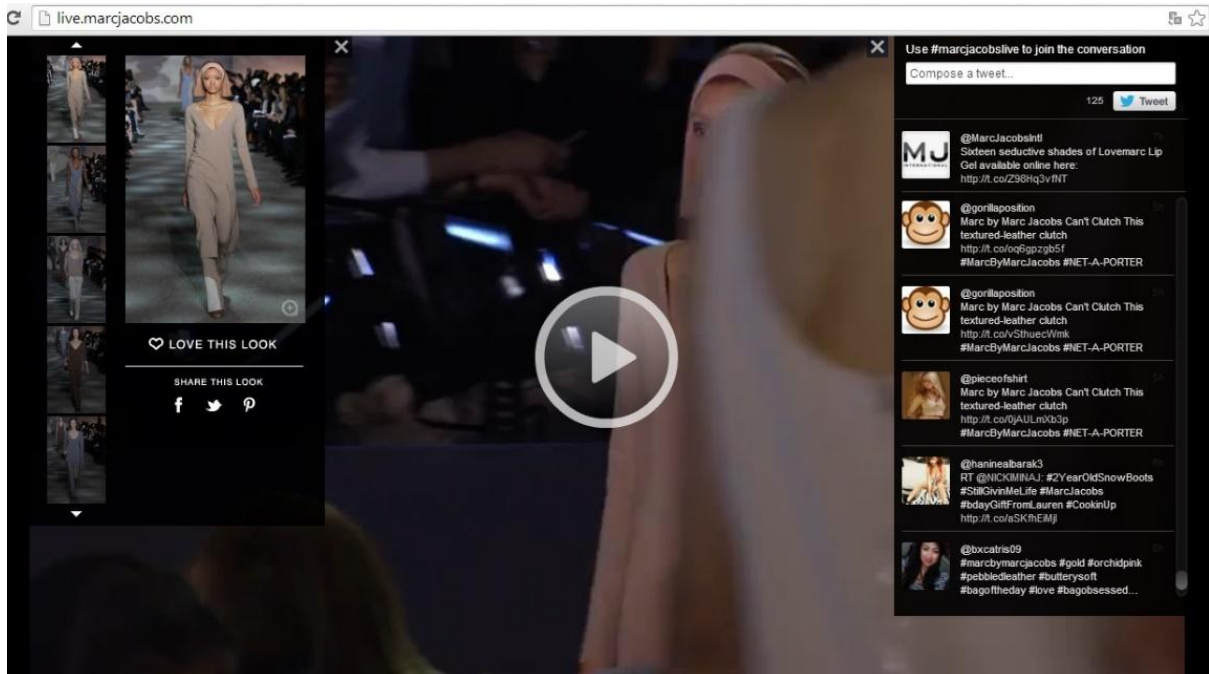 live.marcjacobs.com
LOVE THIS LOOK
SHARE THIS LOOK
Use #marcjacobslive to join the conversation
Compose a tweet...
125 Tweet
MJ
INTERNATIONAL
@MarcJacobsIntl
Sixteen seductive shades of Lovemarc Lip
Gel available online here:
http://t.co/Z98Hq3vfNT
@gorillaposition
Marc by Marc Jacobs Can't Clutch This
textured-leather clutch
http://t.co/oq6gpzgb5f
#MarcByMarcJacobs #NET-A-PORTER
@gorillaposition
Marc by Marc Jacobs Can't Clutch This
textured-leather clutch
http://t.co/vSthuecWmk
#MarcByMarcJacobs #NET-A-PORTER
@pieceofshirt
Marc by Marc Jacobs Can't Clutch This
textured-leather clutch
http://t.co/0jAULmXb3p
#MarcByMarcJacobs #NET-A-PORTER
@haninealbarak3
RT @NICKIMINAJ: #2YearOldSnowBoots
#StillGivinMeLife #MarcJacobs
#bdayGiftFromLauren #CookinUp
http://t.co/aSKfhEiMjl
@bxcatris09
#marcbymarcjacobs #gold #orchidpink
#pebbledleather #butterysoft
#bagoftheday #love #bagobsessed...